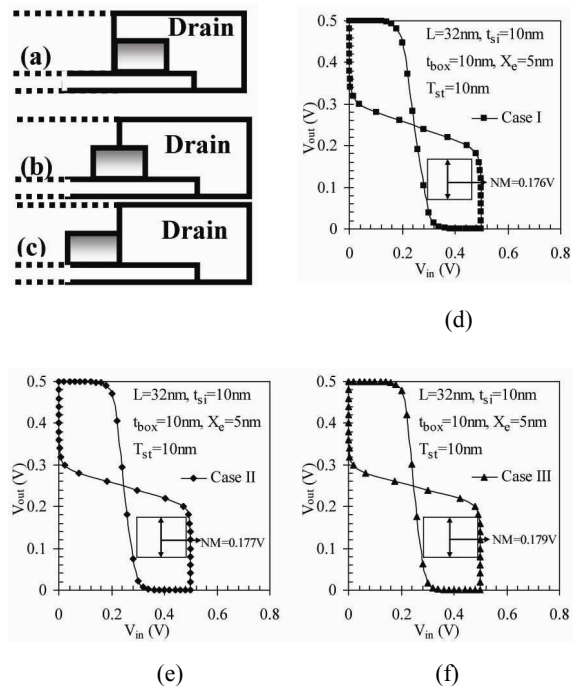 (a)
Drain
(b)
Drain
(c)
Drain
0.5
0.4
0.3
0.2
0.1
0
V_out (V)
L=32nm, t_si=10nm
t_box=10nm, X_e=5nm
T_st=10nm
Case I
NM=0.176V
0 0.2 0.4 0.6 0.8
V_in (V)
(d)
0.5
0.4
0.3
0.2
0.1
0
V_out (V)
L=32nm, t_si=10nm
t_box=10nm, X_e=5nm
T_st=10nm
Case II
NM=0.177V
0 0.2 0.4 0.6 0.8
V_in (V)
(e)
0.5
0.4
0.3
0.2
0.1
0
V_out (V)
L=32nm, t_si=10nm
t_box=10nm, X_e=5nm
T_st=10nm
Case III
NM=0.179V
0 0.2 0.4 0.6 0.8
V_in (V)
(f)